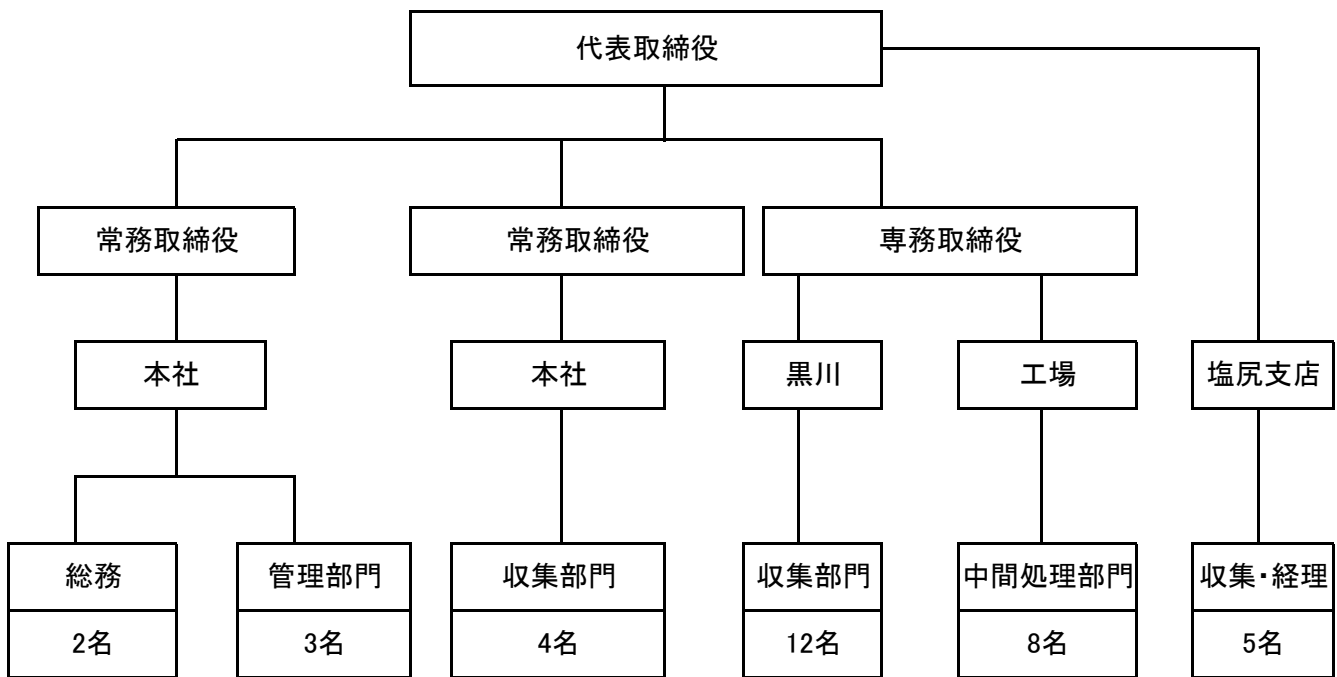 代表取締役
常務取締役
常務取締役
専務取締役
本社
本社
黒川
工場
塩尻支店
総務
管理部門
収集部門
収集部門
中間処理部門
収集・経理
2名
3名
4名
12名
8名
5名